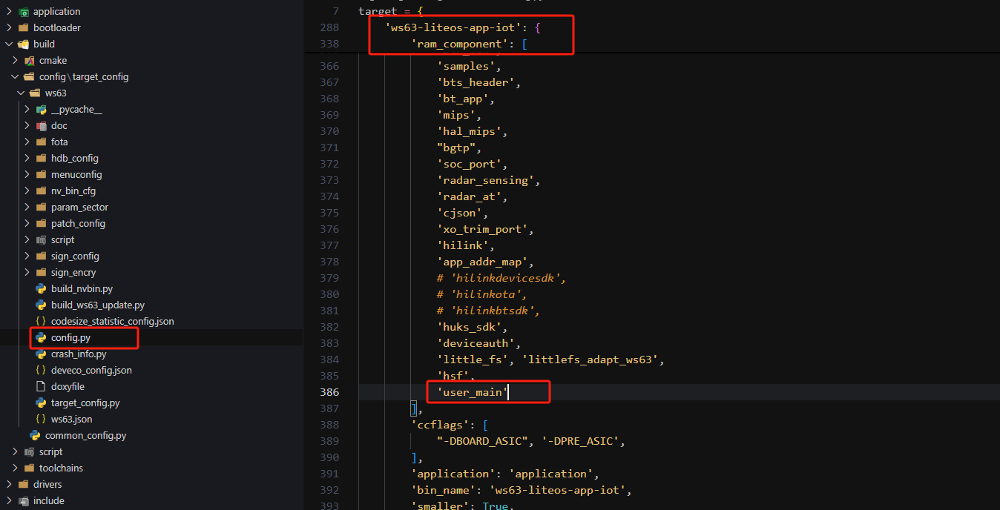 application
bootloader
build
cmake
config\target_config
ws63
__pycache__
doc
fota
hdb_config
menuconfig
nv_bin_cfg
param_sector
patch_config
script
sign_config
sign_encry
build_nvbin.py
build_ws63_update.py
{ } codesize_statistic_config.json
config.py
crash_info.py
{ } deveco_config.json
doxyfile
target_config.py
{ } ws63.json
common_config.py
script
toolchains
drivers
include
7 target = {
288 'ws63-liteos-app-iot': {
338 'ram_component': [
366 'samples',
367 'bts_header',
368 'bt_app',
369 'mips',
370 'hal_mips',
371 "bgtp",
372 'soc_port',
373 'radar_sensing',
374 'radar_at',
375 'cjson',
376 'xo_trim_port',
377 'hilink',
378 'app_addr_map',
379 # 'hilinkdevicesdk',
380 # 'hilinkota',
381 # 'hilinkbtsdk',
382 'huks_sdk',
383 'deviceauth',
384 'little_fs', 'littlefs_adapt_ws63',
385 'hsf',
386 'user_main'
387 ],
388 'ccflags': [
389 "-DBOARD_ASIC", '-DPRE_ASIC',
390 ],
391 'application': 'application',
392 'bin_name': 'ws63-liteos-app-iot',
393 'smaller': True,